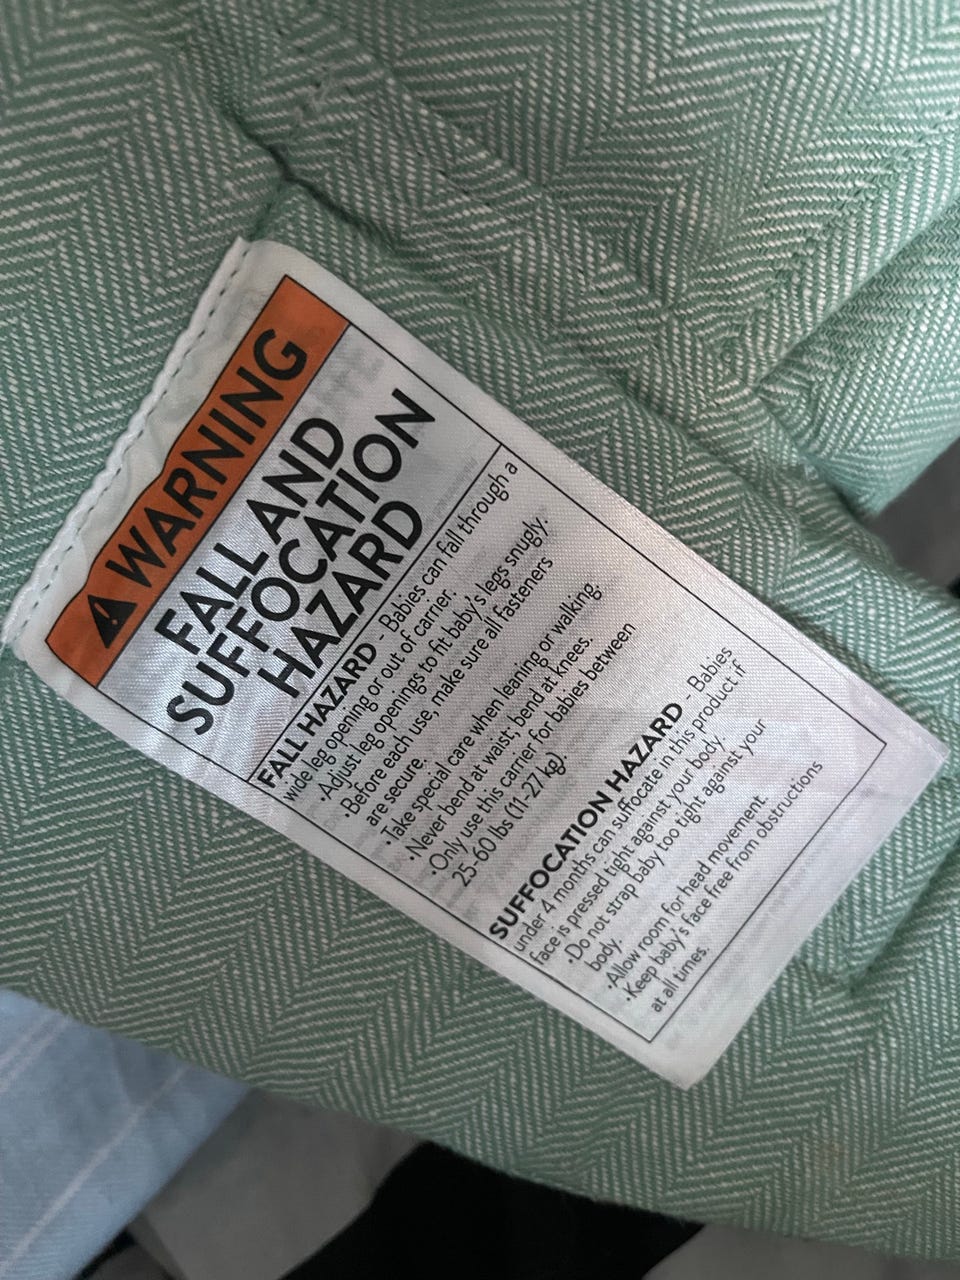 WARNING
FALL AND
SUFFOCATION
HAZARD
FALL HAZARD - Babies can fall through a
wide leg opening or out of carrier.
•Adjust leg openings to fit baby's legs snugly.
•Before each use, make sure all fasteners
are secure.
•Take special care when leaning or walking.
•Never bend at waist, bend at knees.
•Only use this carrier for babies between
25-60 lbs (11-27 kg).
SUFFOCATION HAZARD - Babies
under 4 months can suffocate in this product if
face is pressed tight against your body.
•Do not strap baby too tight against your
body.
•Allow room for head movement.
•Keep baby's face free from obstructions
at all times.